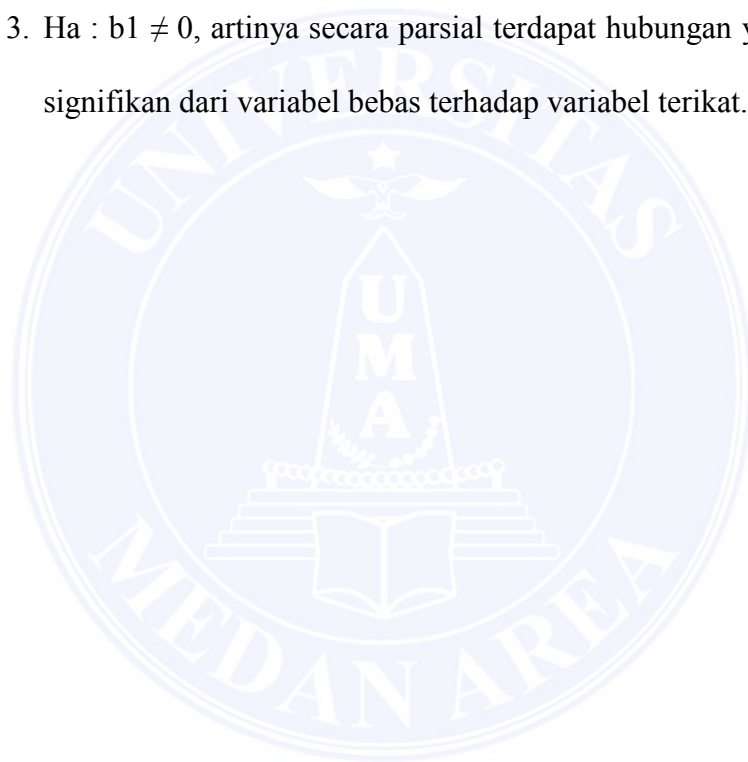 3. Ha : b1 ≠ 0, artinya secara parsial terdapat hubungan
signifikan dari variabel bebas terhadap variabel terikat.
UNIVERSITAS
UMA
MEDAN AREA